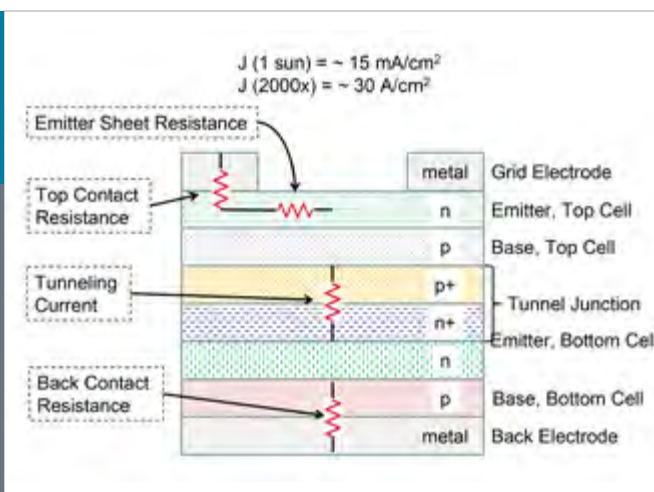 J (1 sun) = ~ 15 mA/cm²
J (2000x) = ~ 30 A/cm²
Emitter Sheet Resistance
metal Grid Electrode
Top Contact
Resistance
n Emitter, Top Cell
p Base, Top Cell
Tunneling
Current
p+
Tunnel Junction
n+
Emitter, Bottom Cel
n
Back Contact
Resistance
p Base, Bottom Cell
metal Back Electrode